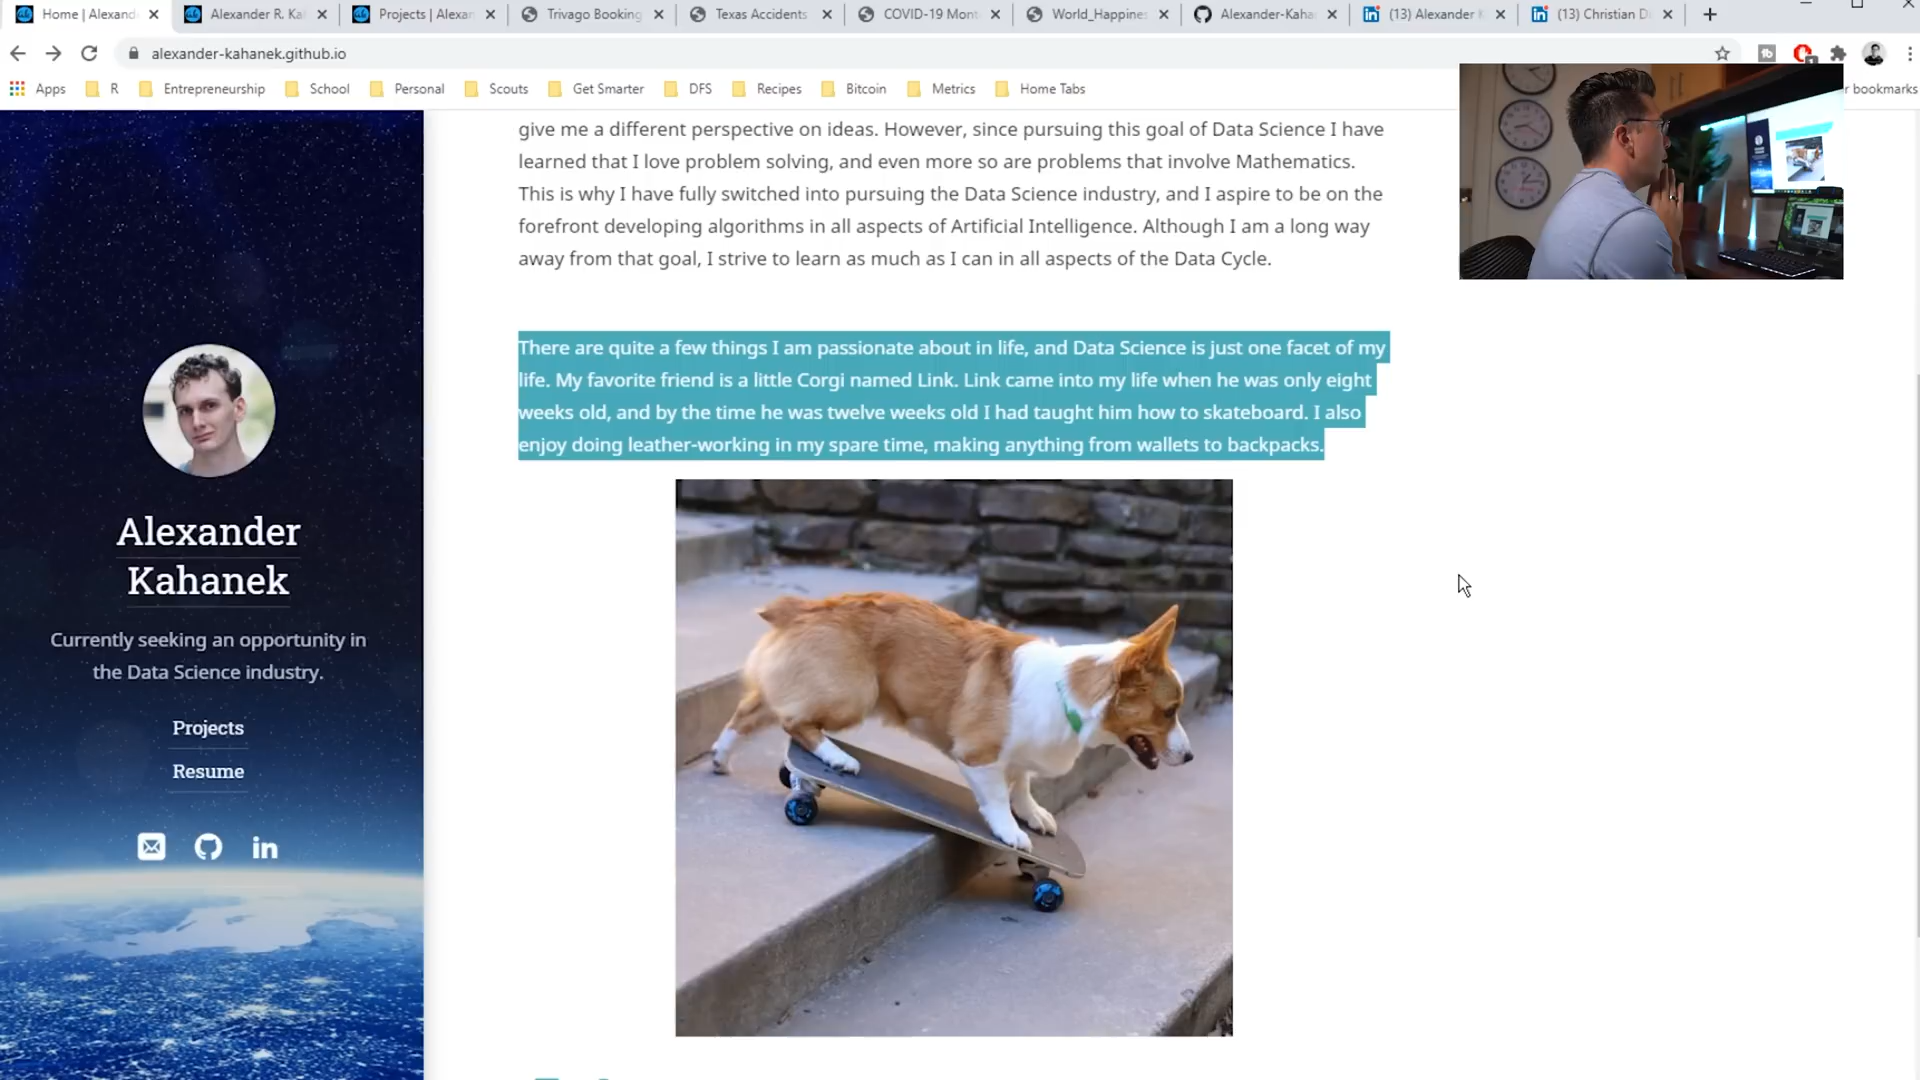 Home | Alexand
Alexander R. Ka
Projects | Alexar
Trivago Booking
Texas Accidents
COVID-19 Mont
World_Happine
Alexander-Kaha
(13) Alexander
(13) Christian D
alexander-kahanek.github.io
Apps
R
Entrepreneurship
School
Personal
Scouts
Get Smarter
DFS
Recipes
Bitcoin
Metrics
Home Tabs
r bookmarks
give me a different perspective on ideas. However, since pursuing this goal of Data Science I have
learned that I love problem solving, and even more so are problems that involve Mathematics.
This is why I have fully switched into pursuing the Data Science industry, and I aspire to be on the
forefront developing algorithms in all aspects of Artificial Intelligence. Although I am a long way
away from that goal, I strive to learn as much as I can in all aspects of the Data Cycle.
There are quite a few things I am passionate about in life, and Data Science is just one facet of my
life. My favorite friend is a little Corgi named Link. Link came into my life when he was only eight
weeks old, and by the time he was twelve weeks old I had taught him how to skateboard. I also
enjoy doing leather-working in my spare time, making anything from wallets to backpacks.
Alexander
Kahanek
Currently seeking an opportunity in
the Data Science industry.
Projects
Resume
in